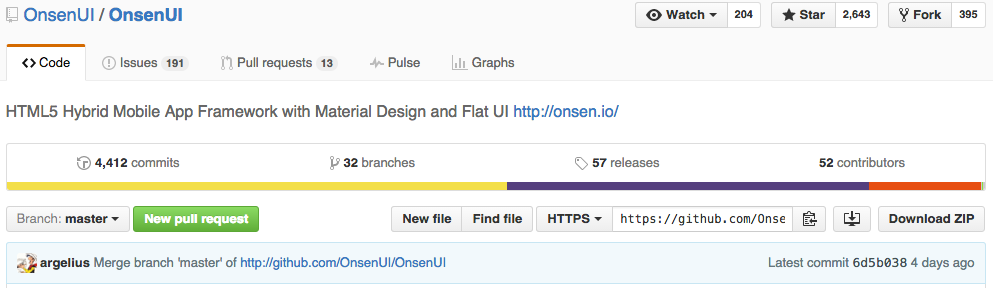 OnsenUI / OnsenUI Watch 204 Star 2,643 Fork 395
Code Issues 191 Pull requests 13 Pulse Graphs
HTML5 Hybrid Mobile App Framework with Material Design and Flat UI http://onsen.io/
4,412 commits 32 branches 57 releases 52 contributors
Branch: master New pull request New file Find file HTTPS https://github.com/Onse Download ZIP
argelius Merge branch 'master' of http://github.com/OnsenUI/OnsenUI Latest commit 6d5b038 4 days ago